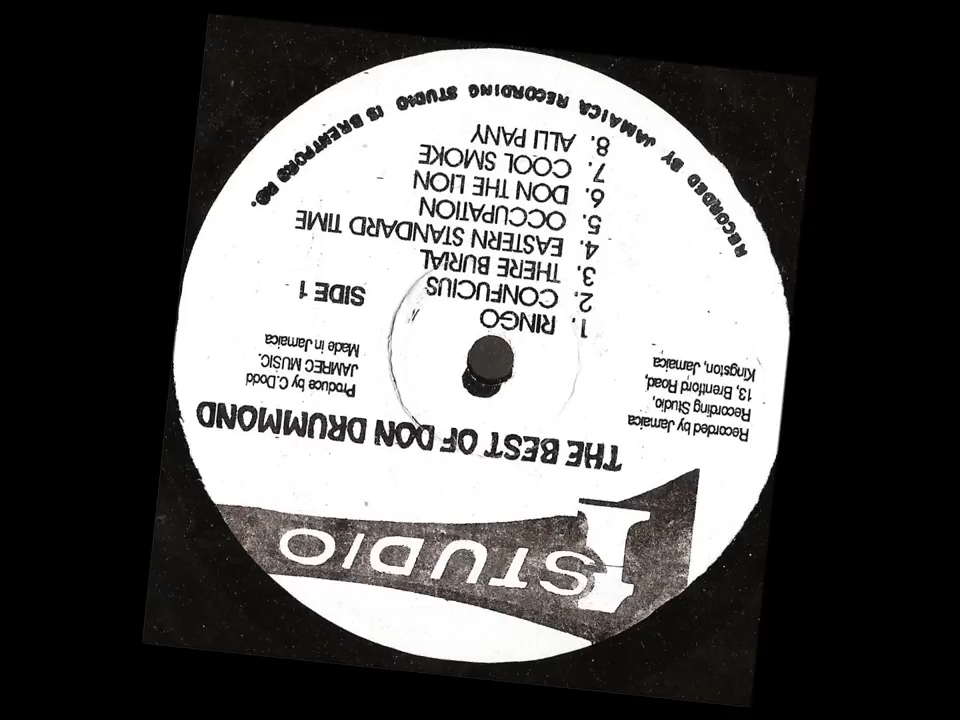 STUDIO 1
THE BEST OF DON DRUMMOND
Recorded by Jamaica
Recording Studio,
13, Brentford Road,
Kingston, Jamaica
Produce by C.Dodd
JAMREC MUSIC.
Made in Jamaica
SIDE 1
1. RINGO
2. CONFUCIUS
3. THERE BURIAL
4. EASTERN STANDARD TIME
5. OCCUPATION
6. DON THE LION
7. COOL SMOKE
8. ALLI PANY
RECORDED BY JAMAICA RECORDING STUDIO 13 BRENTFORD RD.